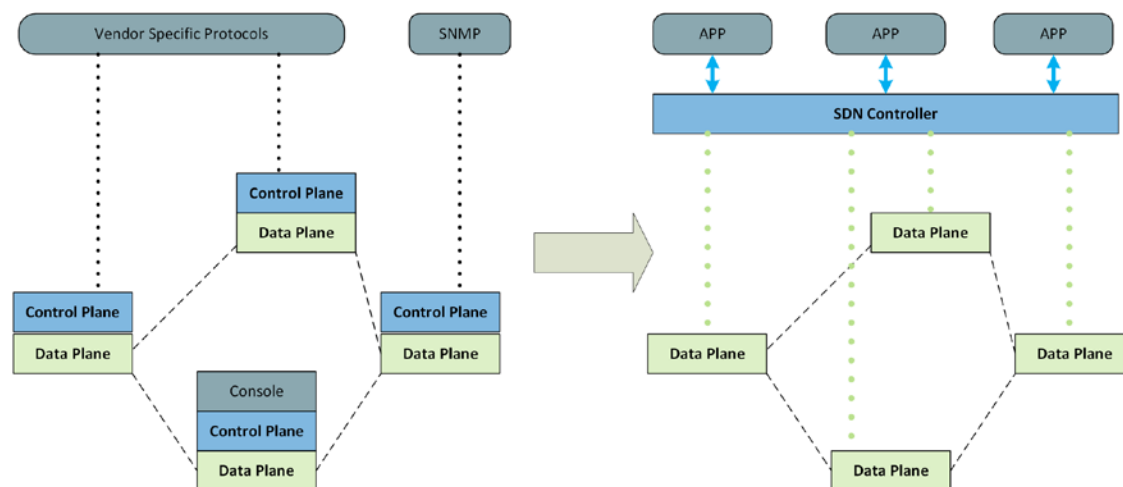 Vendor Specific Protocols
SNMP
Control Plane
Data Plane
Control Plane
Data Plane
Control Plane
Data Plane
Console
Control Plane
Data Plane
APP
APP
APP
SDN Controller
Data Plane
Data Plane
Data Plane
Data Plane